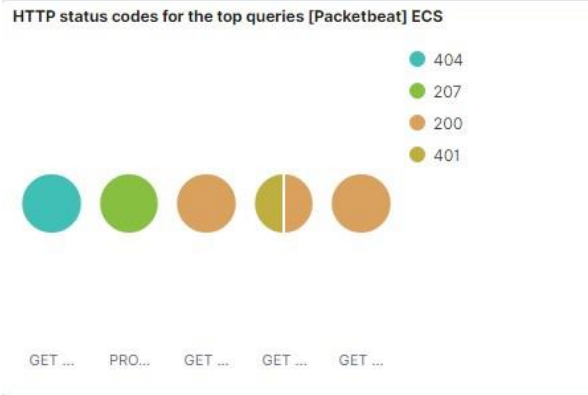 HTTP status codes for the top queries [Packetbeat] ECS
404
207
200
401
GET ... PRO... GET ... GET ... GET ...